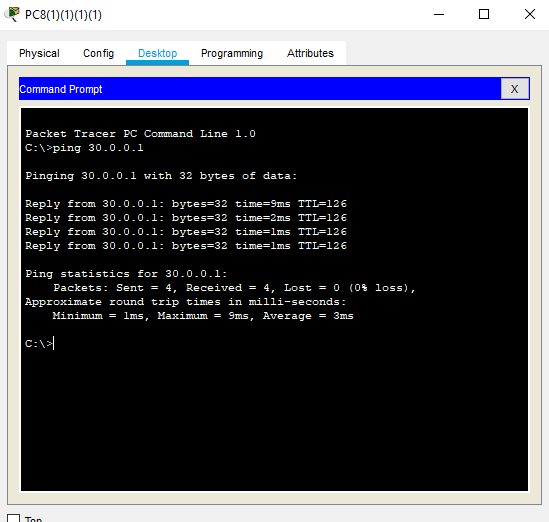 PC8(1)(1)(1)(1)
Physical Config Desktop Programming Attributes
Command Prompt X
Packet Tracer PC Command Line 1.0
C:\>ping 30.0.0.1
Pinging 30.0.0.1 with 32 bytes of data:
Reply from 30.0.0.1: bytes=32 time=9ms TTL=126
Reply from 30.0.0.1: bytes=32 time=2ms TTL=126
Reply from 30.0.0.1: bytes=32 time=1ms TTL=126
Reply from 30.0.0.1: bytes=32 time=1ms TTL=126
Ping statistics for 30.0.0.1:
Packets: Sent = 4, Received = 4, Lost = 0 (0% loss),
Approximate round trip times in milli-seconds:
Minimum = 1ms, Maximum = 9ms, Average = 3ms
C:\>
Top